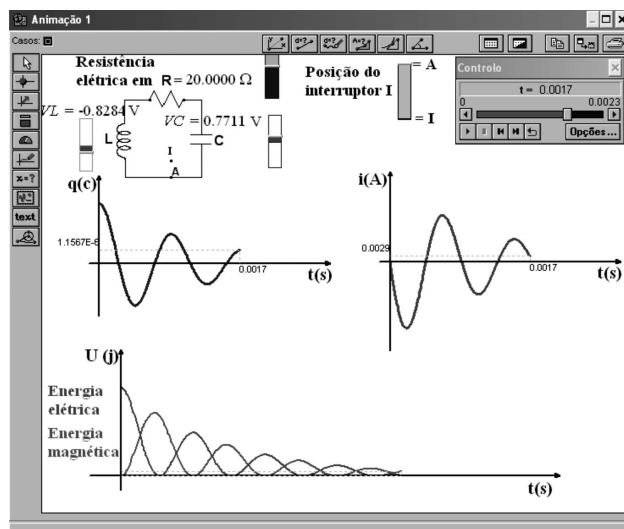 Animação 1
Casos:
x=?
text
Resistência
elétrica em
R = 20.0000 Ω
VL = -0.8284 V
VC = 0.7711 V
L
C
I
A
Posição do
interruptor I
= A
= I
Controlo
t = 0.0017
0
0.0023
Opções...
q(c)
1.1567E-6
0.0017
t(s)
i(A)
0.0029
0.0017
t(s)
U (j)
Energia
elétrica
Energia
magnética
t(s)